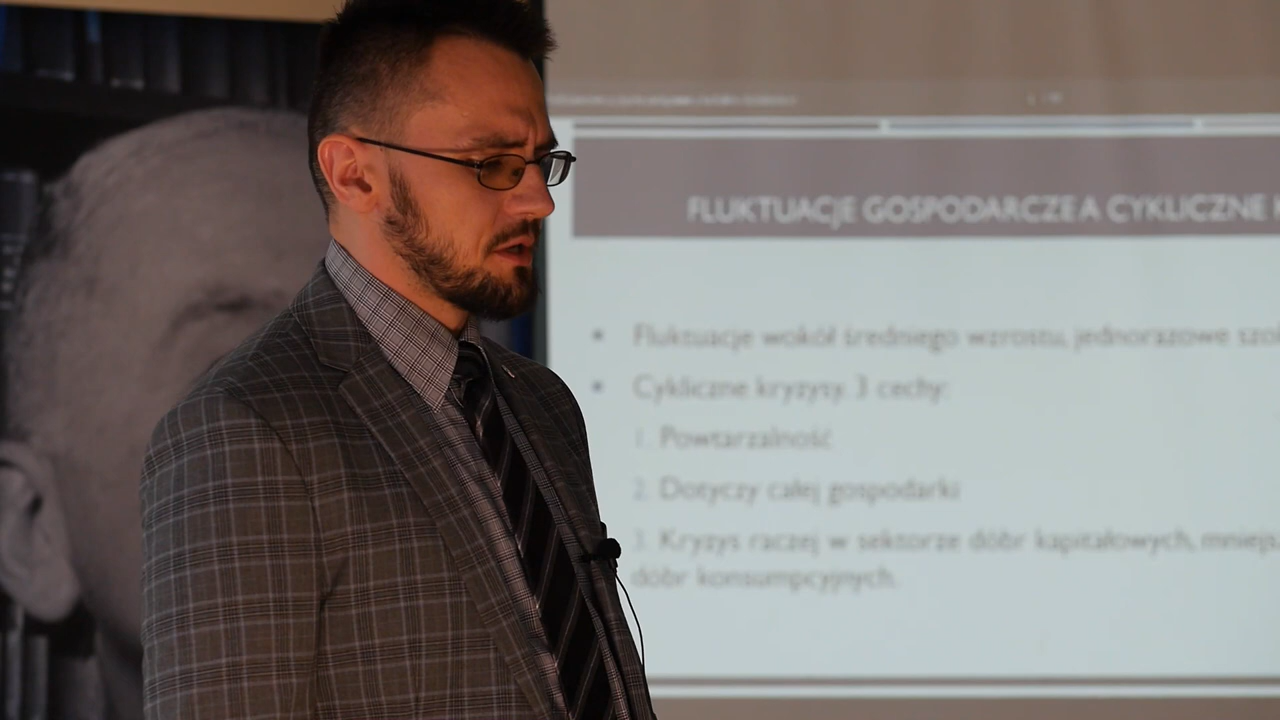 FLUKTUACJE GOSPODARCZE A CYKLICZNE
Fluktuacje wokół średniego wzrostu, jednorazowe
Cykliczne kryzysy. 3 cechy:
1. Powtarzalność
2. Dotyczy całej gospodarki
3. Kryzys raczej w sektorze dóbr kapitałowych,
dóbr konsumpcyjnych.